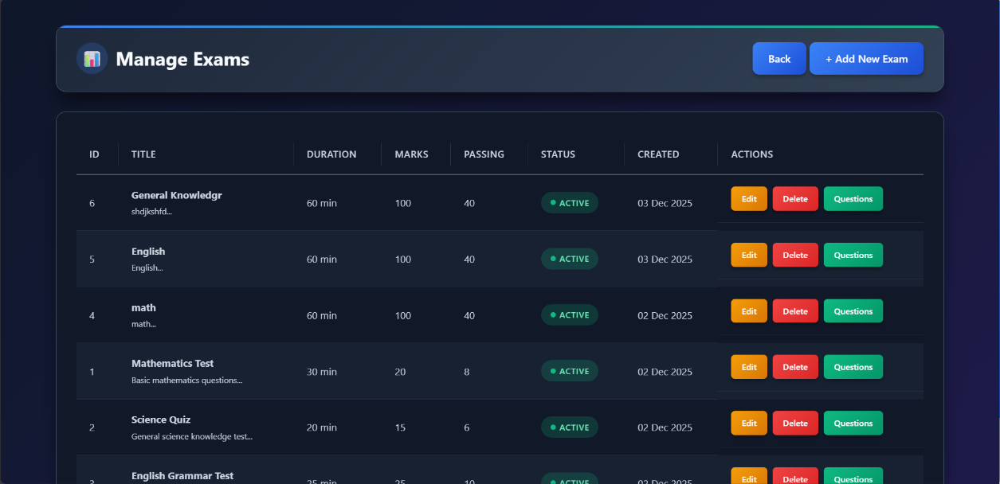 Manage Exams
Back
+ Add New Exam
ID TITLE DURATION MARKS PASSING STATUS CREATED ACTIONS
6 General Knowledgr 60 min 100 40 ACTIVE 03 Dec 2025 Edit Delete Questions
shdjkshfd...
5 English 60 min 100 40 ACTIVE 03 Dec 2025 Edit Delete Questions
English...
4 math 60 min 100 40 ACTIVE 02 Dec 2025 Edit Delete Questions
math...
1 Mathematics Test 30 min 20 8 ACTIVE 02 Dec 2025 Edit Delete Questions
Basic mathematics questions...
2 Science Quiz 20 min 15 6 ACTIVE 02 Dec 2025 Edit Delete Questions
General science knowledge test...
3 English Grammar Test 25 min 25 10 ACTIVE 02 Dec 2025 Edit Delete Questions